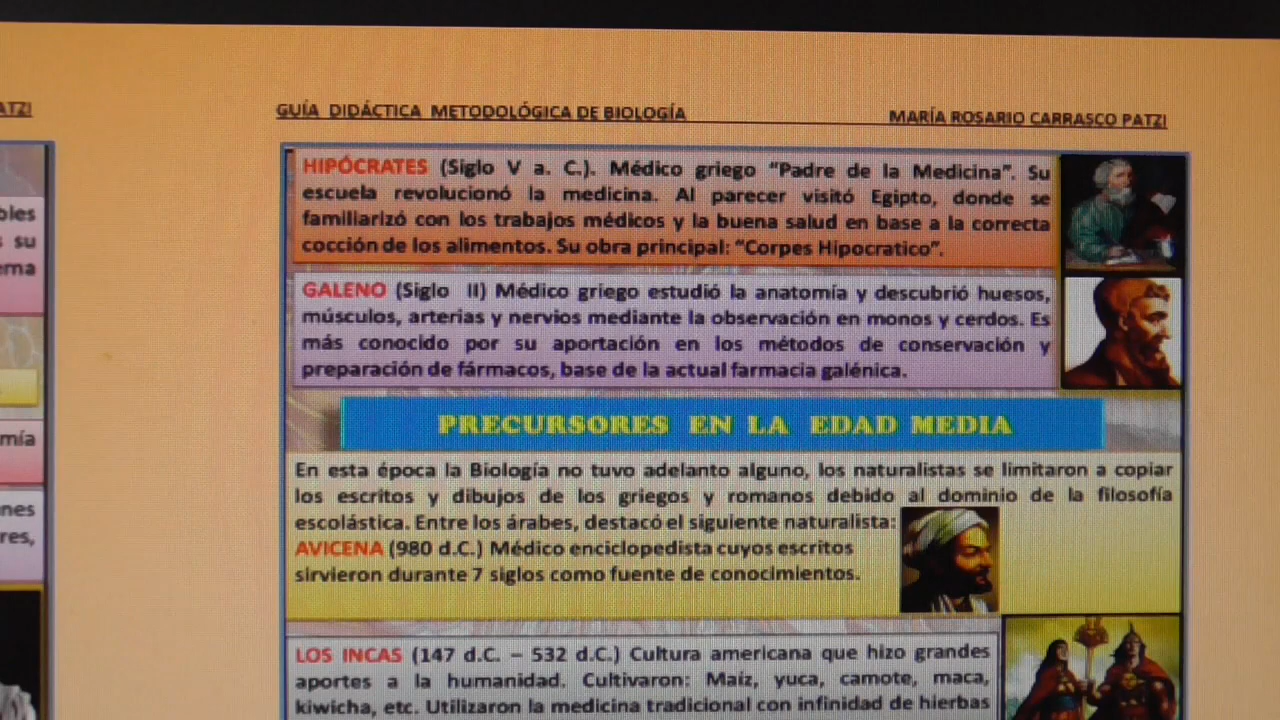 ATZI
GUÍA DIDÁCTICA METODOLÓGICA DE BIOLOGÍA
MARÍA ROSARIO CARRASCO PATZI
bles
su
ema
mía
nes
res,
HIPÓCRATES (Siglo V a. C.). Médico griego "Padre de la Medicina". Su
escuela revolucionó la medicina. Al parecer visitó Egipto, donde se
familiarizó con los trabajos médicos y la buena salud en base a la correcta
cocción de los alimentos. Su obra principal: "Corpes Hipocratico".
GALENO (Siglo II) Médico griego estudió la anatomía y descubrió huesos,
músculos, arterias y nervios mediante la observación en monos y cerdos. Es
más conocido por su aportación en los métodos de conservación y
preparación de fármacos, base de la actual farmacia galénica.
PRECURSORES EN LA EDAD MEDIA
En esta época la Biología no tuvo adelanto alguno, los naturalistas se limitaron a copiar
los escritos y dibujos de los griegos y romanos debido al dominio de la filosofía
escolástica. Entre los árabes, destacó el siguiente naturalista:
AVICENA (980 d.C.) Médico enciclopedista cuyos escritos
sirvieron durante 7 siglos como fuente de conocimientos.
LOS INCAS (147 d.C. – 532 d.C.) Cultura americana que hizo grandes
aportes a la humanidad. Cultivaron: Maíz, yuca, camote, maca,
kiwicha, etc. Utilizaron la medicina tradicional con infinidad de hierbas